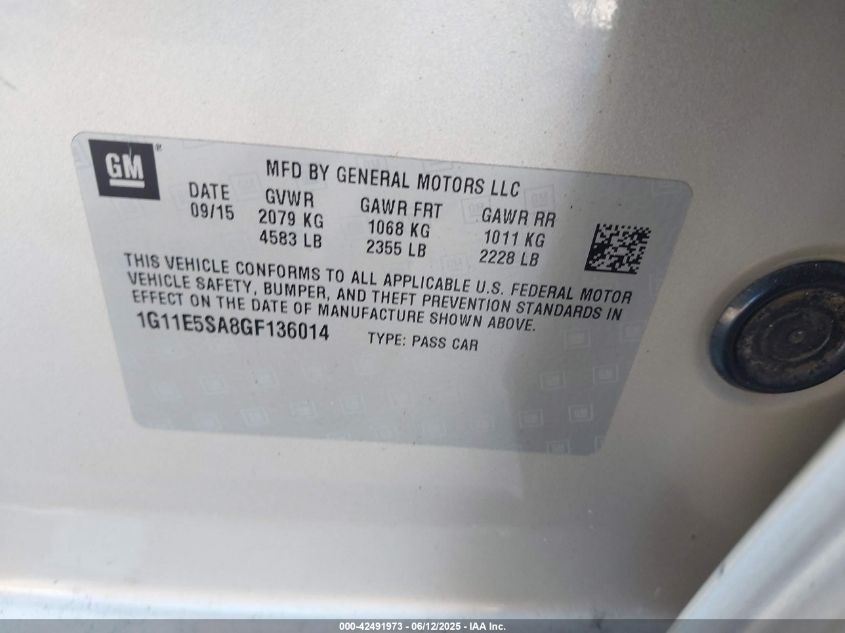 GM ®
MFD BY GENERAL MOTORS LLC
DATE GVWR GAWR FRT GAWR RR
09/15 2079 KG 1068 KG 1011 KG
4583 LB 2355 LB 2228 LB
THIS VEHICLE CONFORMS TO ALL APPLICABLE U.S. FEDERAL MOTOR
VEHICLE SAFETY, BUMPER, AND THEFT PREVENTION STANDARDS IN
EFFECT ON THE DATE OF MANUFACTURE SHOWN ABOVE.
1G11E5SA8GF136014 TYPE: PASS CAR
000-42491973 - 06/12/2025 - IAA Inc.